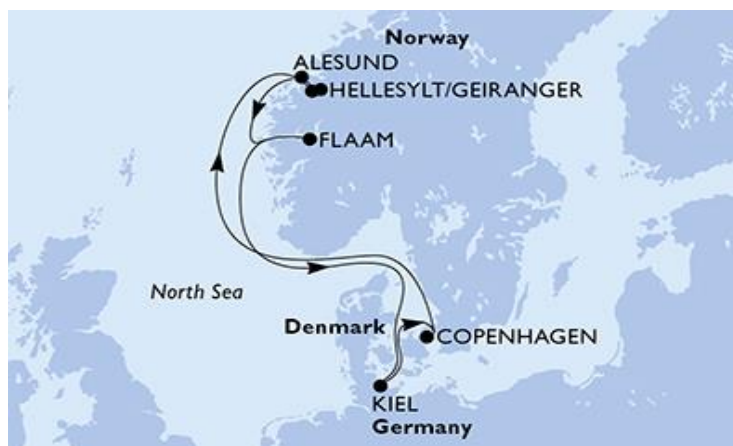 Norway
ALESUND
HELLESYLT/GEIRANGER
FLAAM
North Sea
Denmark
COPENHAGEN
KIEL
Germany